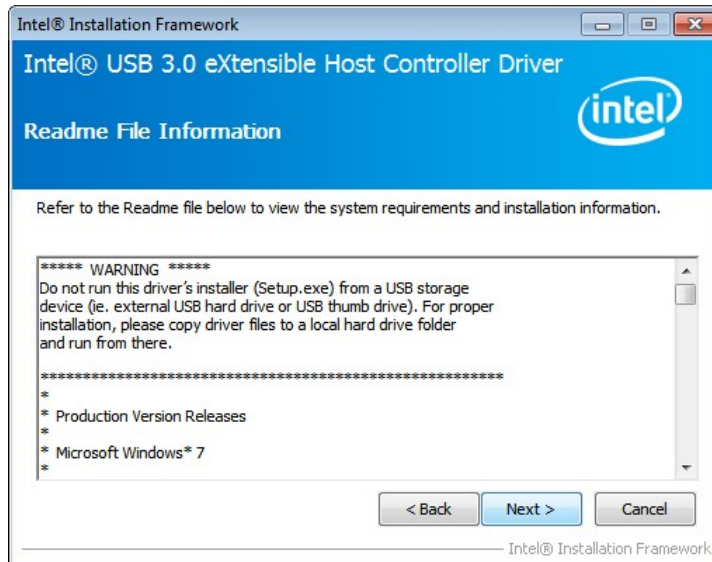 Intel® Installation Framework
Intel® USB 3.0 eXtensible Host Controller Driver
intel
Readme File Information
Refer to the Readme file below to view the system requirements and installation information.
***** WARNING *****
Do not run this driver's installer (Setup.exe) from a USB storage
device (ie. external USB hard drive or USB thumb drive). For proper
installation, please copy driver files to a local hard drive folder
and run from there.
*******************************************************
*
* Production Version Releases
*
* Microsoft Windows* 7
*
< Back
Next >
Cancel
Intel® Installation Framework